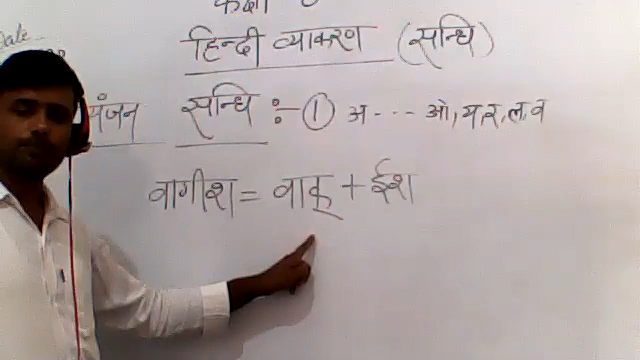 Date
कक्षा
हिन्दी व्याकरण (सन्धि)
यंजन सन्धि :- ① अ --- औ, य, र, ल, व
वागीश = वाक् + ईश